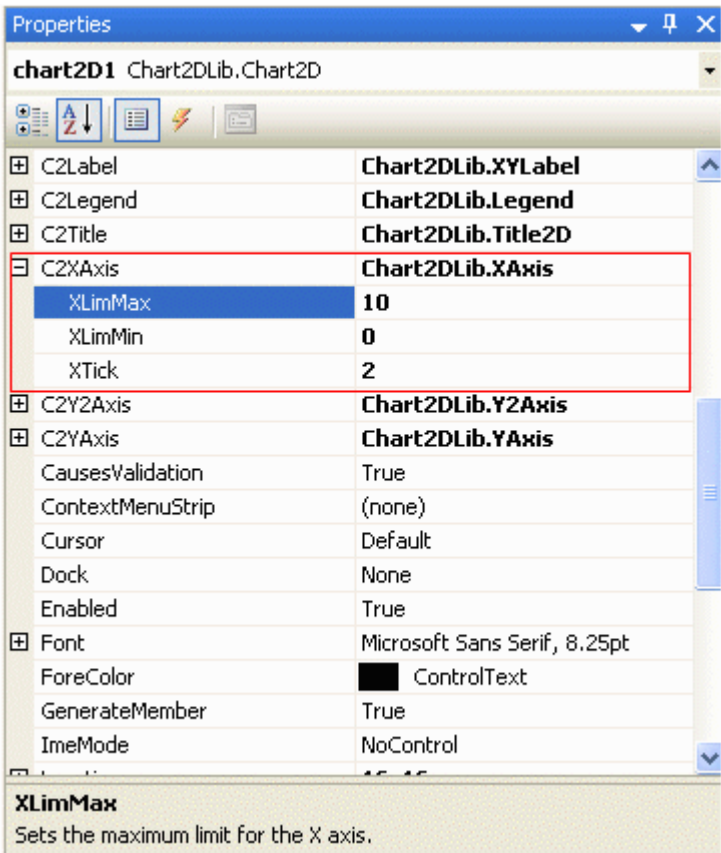 Properties
chart2D1 Chart2DLib.Chart2D
A
Z
C2Label Chart2DLib.XYLabel
C2Legend Chart2DLib.Legend
C2Title Chart2DLib.Title2D
C2XAxis Chart2DLib.XAxis
XLimMax 10
XLimMin 0
XTick 2
C2Y2Axis Chart2DLib.Y2Axis
C2YAxis Chart2DLib.YAxis
CausesValidation True
ContextMenuStrip (none)
Cursor Default
Dock None
Enabled True
Font Microsoft Sans Serif, 8.25pt
ForeColor ControlText
GenerateMember True
ImeMode NoControl
XLimMax
Sets the maximum limit for the X axis.